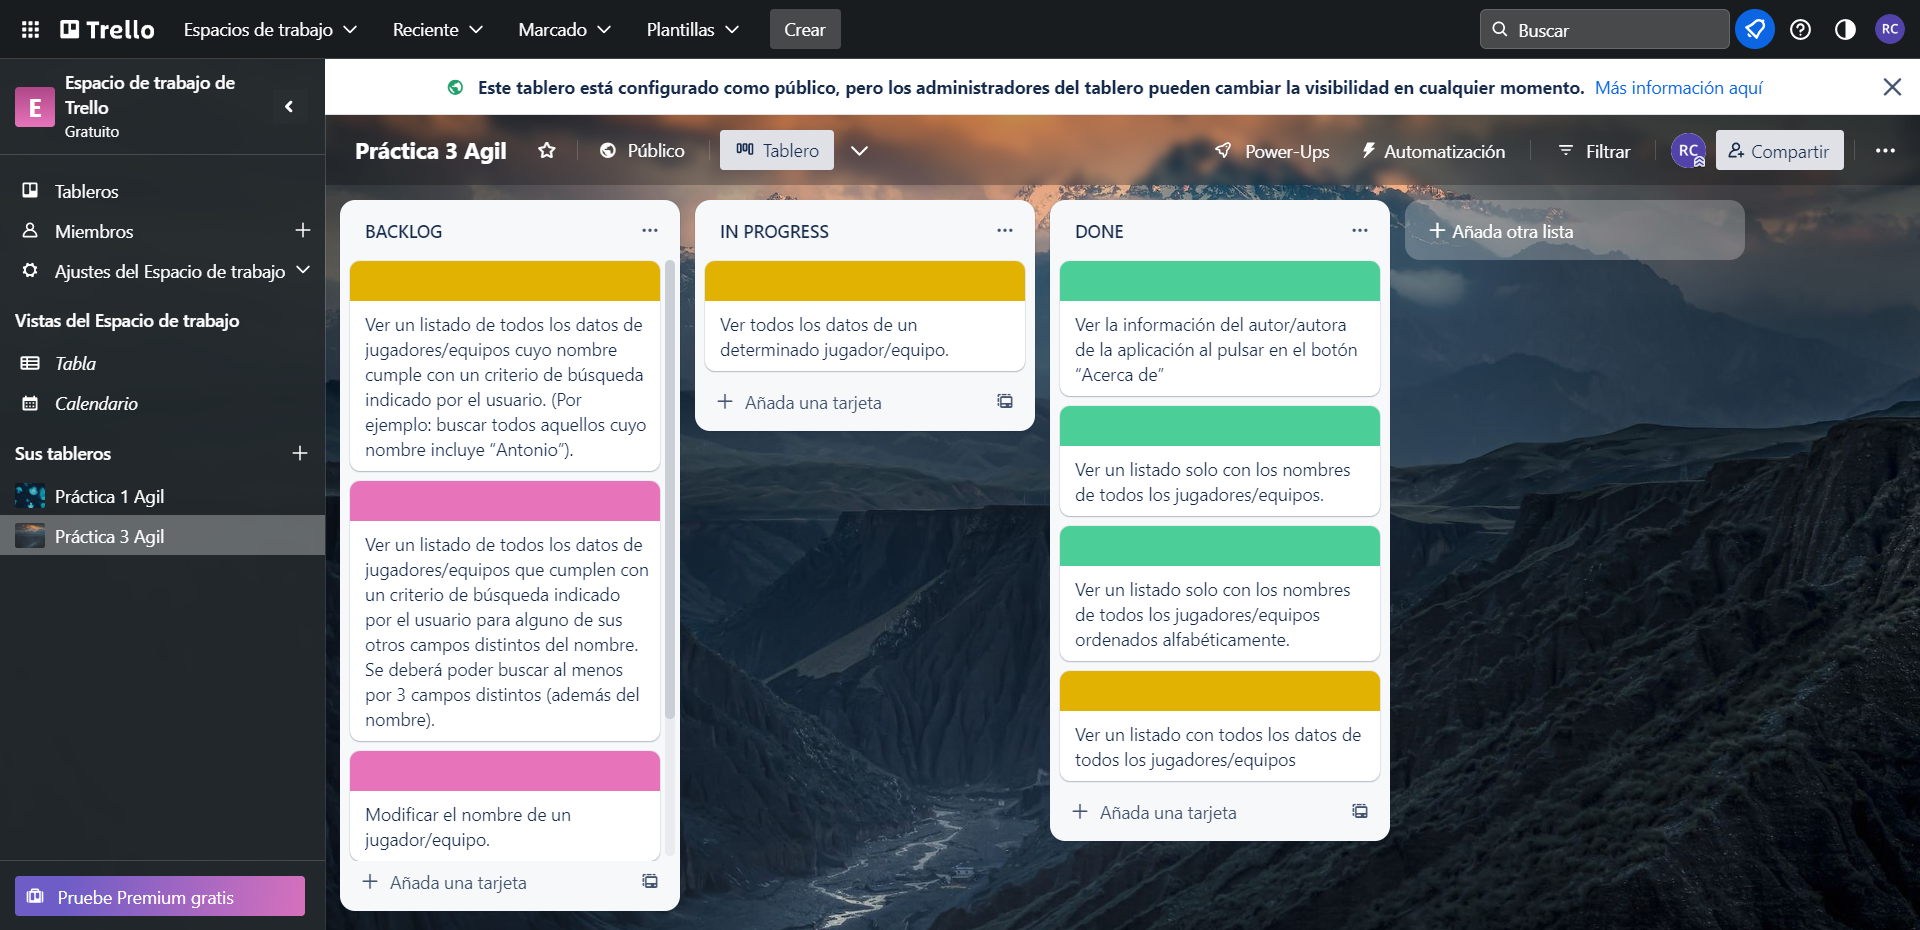 Trello
Espacios de trabajo
Reciente
Marcado
Plantillas
Crear
Buscar
RC
E
Espacio de trabajo de
Trello
Gratuito
Este tablero está configurado como público, pero los administradores del tablero pueden cambiar la visibilidad en cualquier momento. Más información aquí
Práctica 3 Agil
Público
Tablero
Power-Ups
Automatización
Filtrar
RC
Compartir
Tableros
Miembros
Ajustes del Espacio de trabajo
Vistas del Espacio de trabajo
Tabla
Calendario
Sus tableros
Práctica 1 Agil
Práctica 3 Agil
Pruebe Premium gratis
BACKLOG
Ver un listado de todos los datos de
jugadores/equipos cuyo nombre
cumple con un criterio de búsqueda
indicado por el usuario. (Por
ejemplo: buscar todos aquellos cuyo
nombre incluye “Antonio”).
Ver un listado de todos los datos de
jugadores/equipos que cumplen con
un criterio de búsqueda indicado
por el usuario para alguno de sus
otros campos distintos del nombre.
Se deberá poder buscar al menos
por 3 campos distintos (además del
nombre).
Modificar el nombre de un
jugador/equipo.
Añada una tarjeta
IN PROGRESS
Ver todos los datos de un
determinado jugador/equipo.
Añada una tarjeta
DONE
Ver la información del autor/autora
de la aplicación al pulsar en el botón
“Acerca de”
Ver un listado solo con los nombres
de todos los jugadores/equipos.
Ver un listado solo con los nombres
de todos los jugadores/equipos
ordenados alfabéticamente.
Ver un listado con todos los datos de
todos los jugadores/equipos
Añada una tarjeta
Añada otra lista